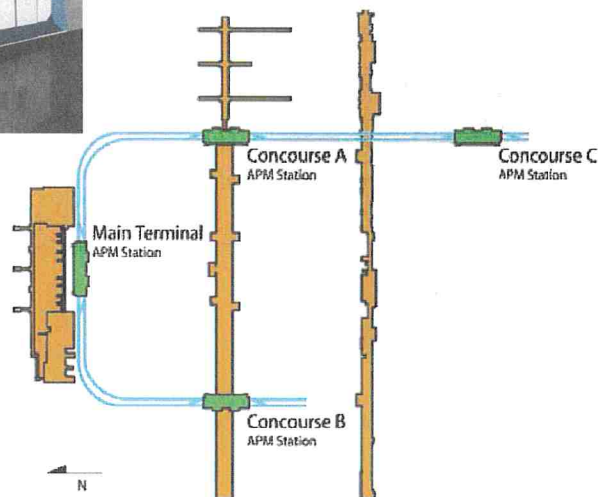 Concourse A
APM Station
Concourse C
APM Station
Main Terminal
APM Station
Concourse B
APM Station
N